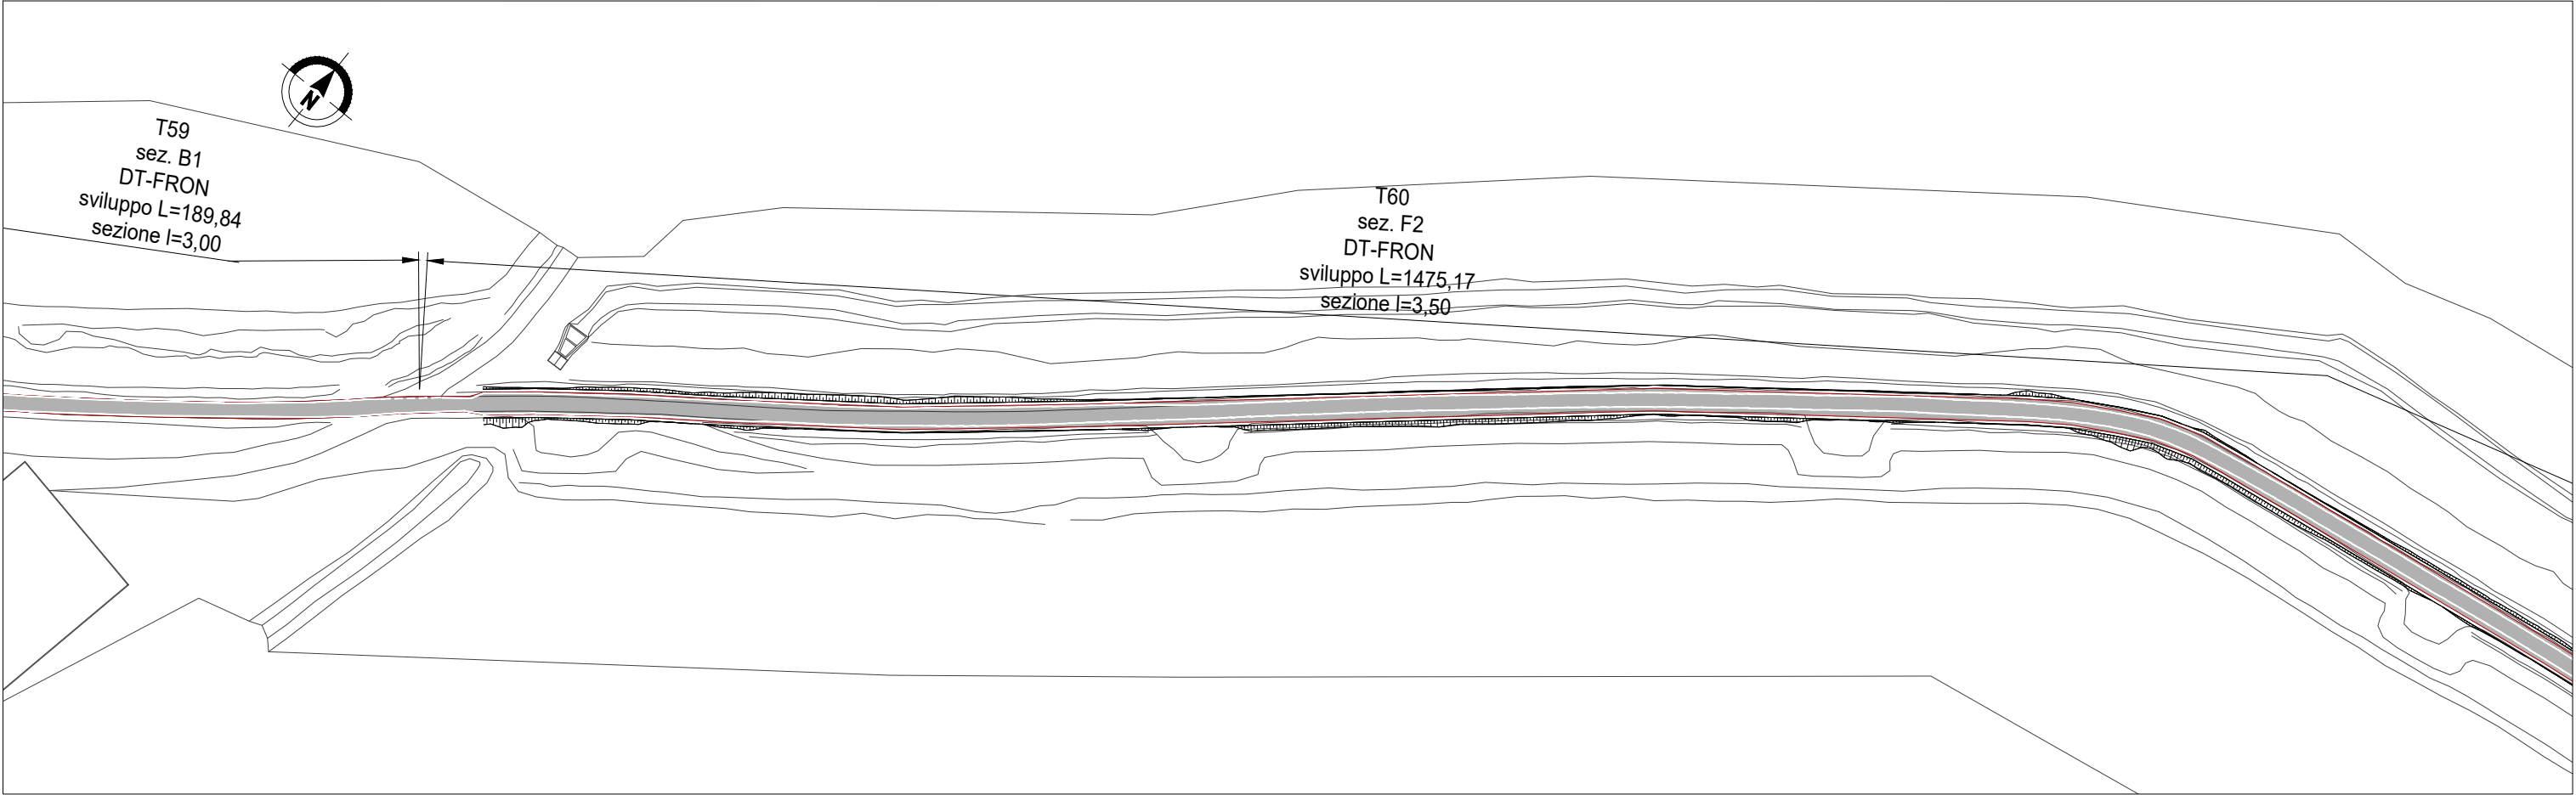 N
T59
sez. B1
DT-FRON
sviluppo L=189,84
sezione l=3,00
T60
sez. F2
DT-FRON
sviluppo L=1475,17
sezione l=3,50